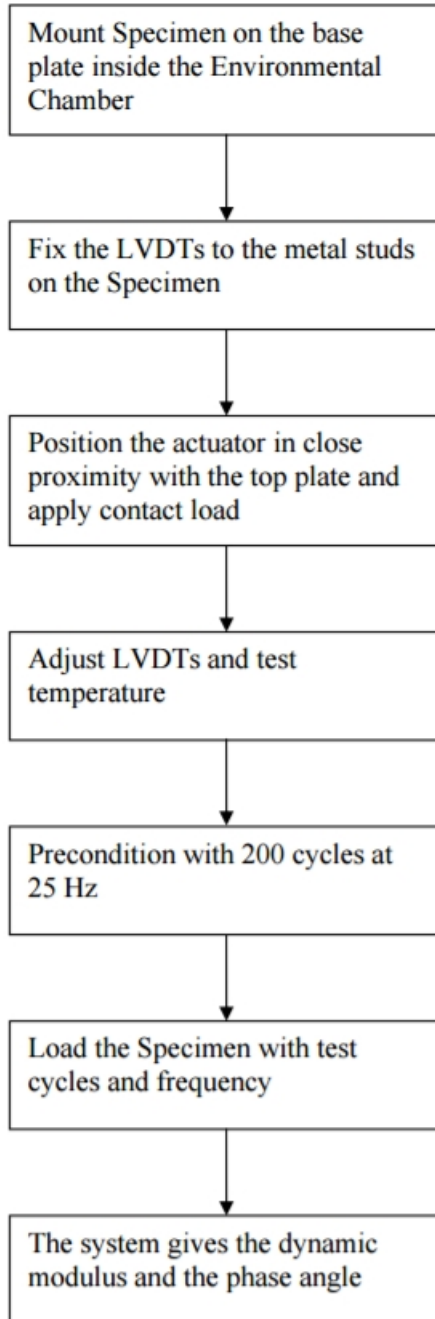 Mount Specimen on the base
plate inside the Environmental
Chamber
Fix the LVDTs to the metal studs
on the Specimen
Position the actuator in close
proximity with the top plate and
apply contact load
Adjust LVDTs and test
temperature
Precondition with 200 cycles at
25 Hz
Load the Specimen with test
cycles and frequency
The system gives the dynamic
modulus and the phase angle